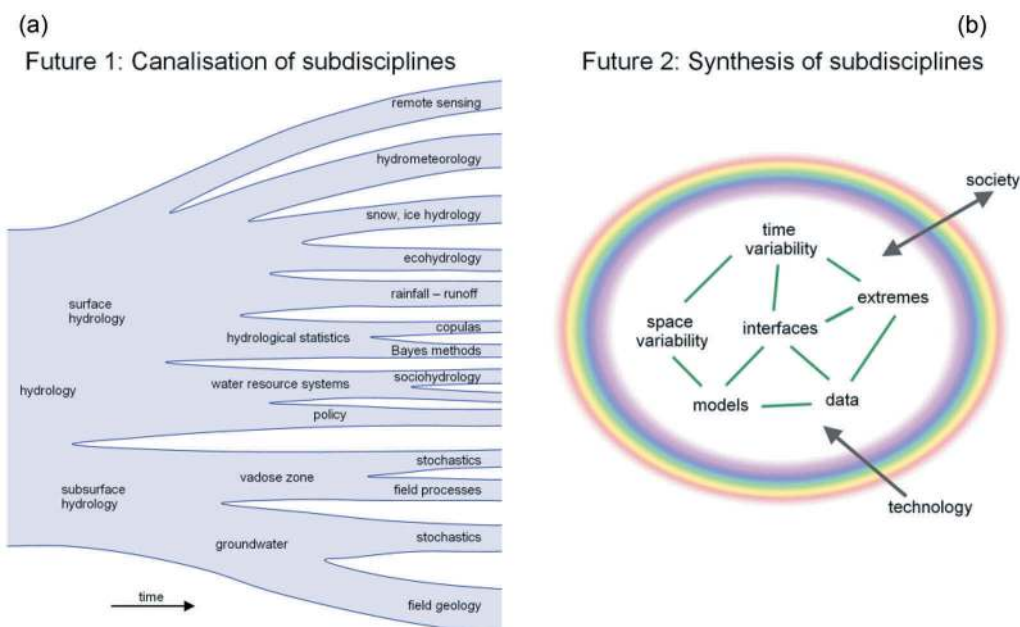 (a)
Future 1: Canalisation of subdisciplines
remote sensing
hydrometeorology
snow, ice hydrology
ecohydrology
rainfall – runoff
surface
hydrology
copulas
hydrological statistics
Bayes methods
sociohydrology
water resource systems
hydrology
policy
stochastics
vadose zone
subsurface
hydrology
field processes
stochastics
groundwater
time
field geology
(b)
Future 2: Synthesis of subdisciplines
society
time
variability
extremes
space
variability
interfaces
models
data
technology